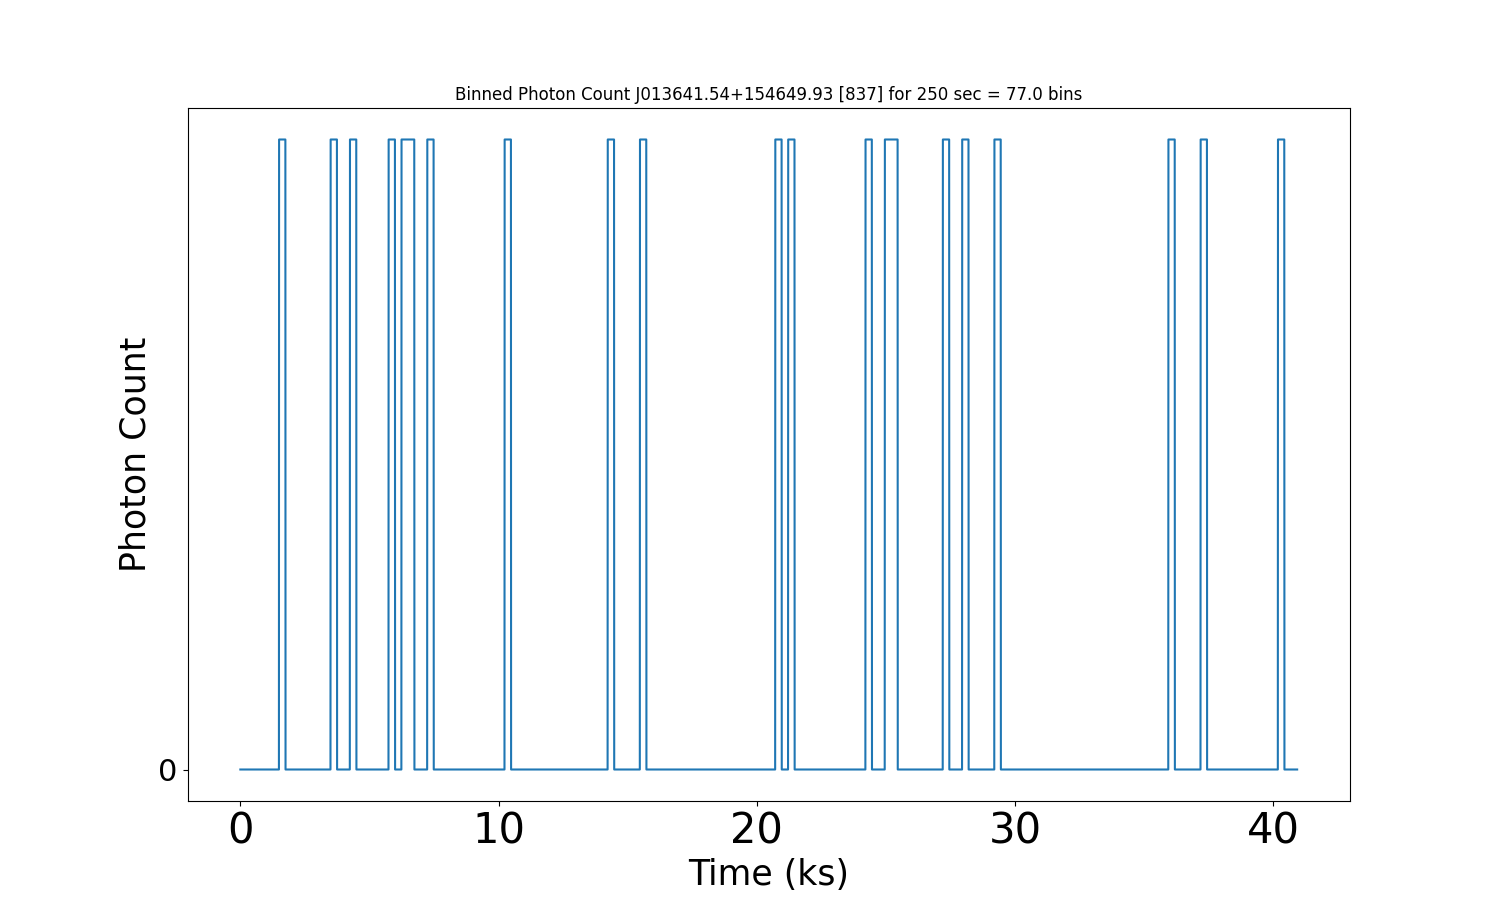 Binned Photon Count J013641.54+154649.93 [837] for 250 sec = 77.0 bins
Photon Count
0
0 10 20 30 40
Time (ks)